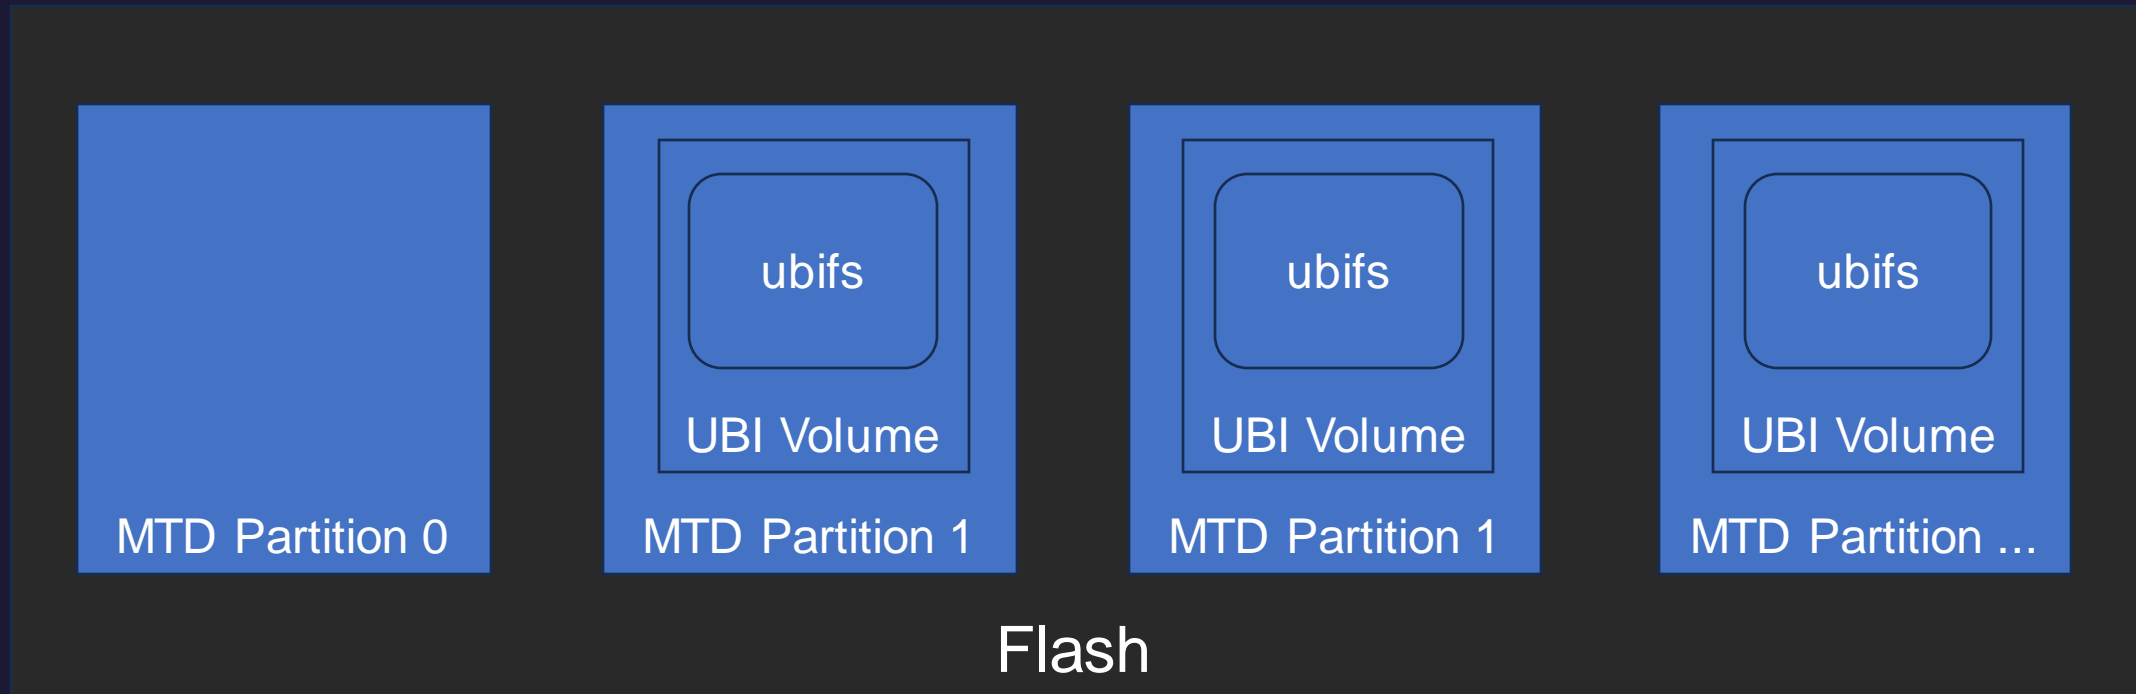 ubifs
ubifs
ubifs
UBI Volume
UBI Volume
UBI Volume
MTD Partition 0
MTD Partition 1
MTD Partition 1
MTD Partition ...
Flash